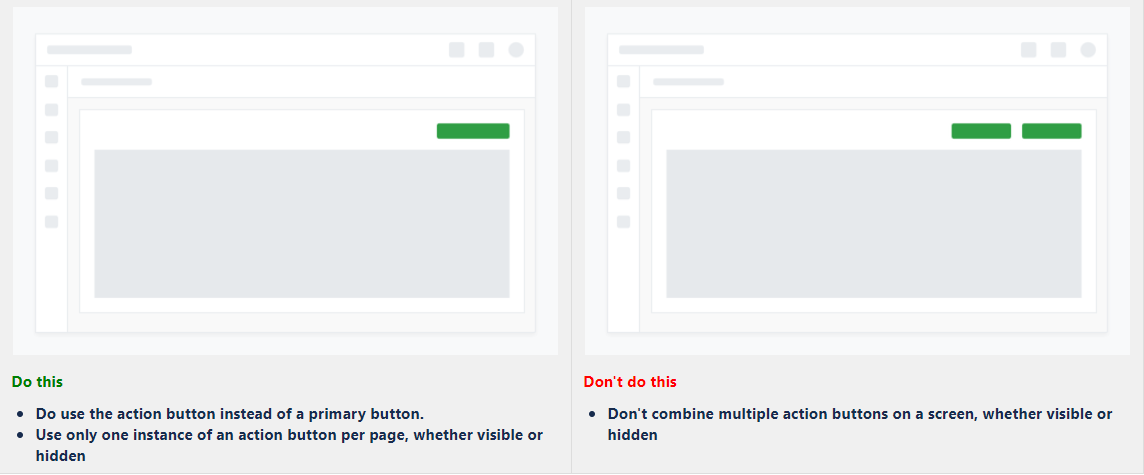 Do this
Do use the action button instead of a primary button.
Use only one instance of an action button per page, whether visible or
hidden
Don't do this
Don't combine multiple action buttons on a screen, whether visible or
hidden